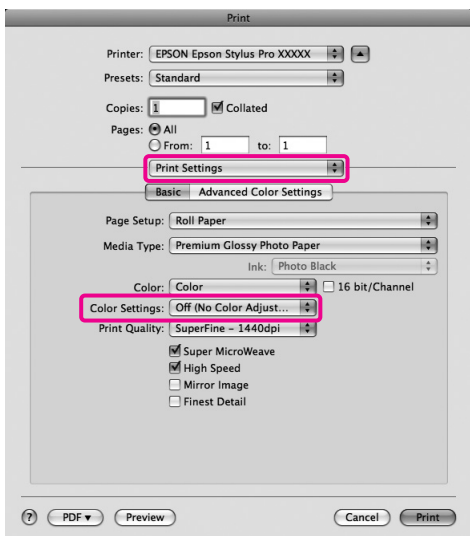 Print
Printer: EPSON Epson Stylus Pro XXXXX
Presets: Standard
Copies: 1 Collated
Pages: All
From: 1 to: 1
Print Settings
Basic Advanced Color Settings
Page Setup: Roll Paper
Media Type: Premium Glossy Photo Paper
Ink: Photo Black
Color: Color 16 bit/Channel
Color Settings: Off (No Color Adjust...
Print Quality: SuperFine – 1440dpi
Super MicroWeave
High Speed
Mirror Image
Finest Detail
? PDF▼ Preview Cancel Print